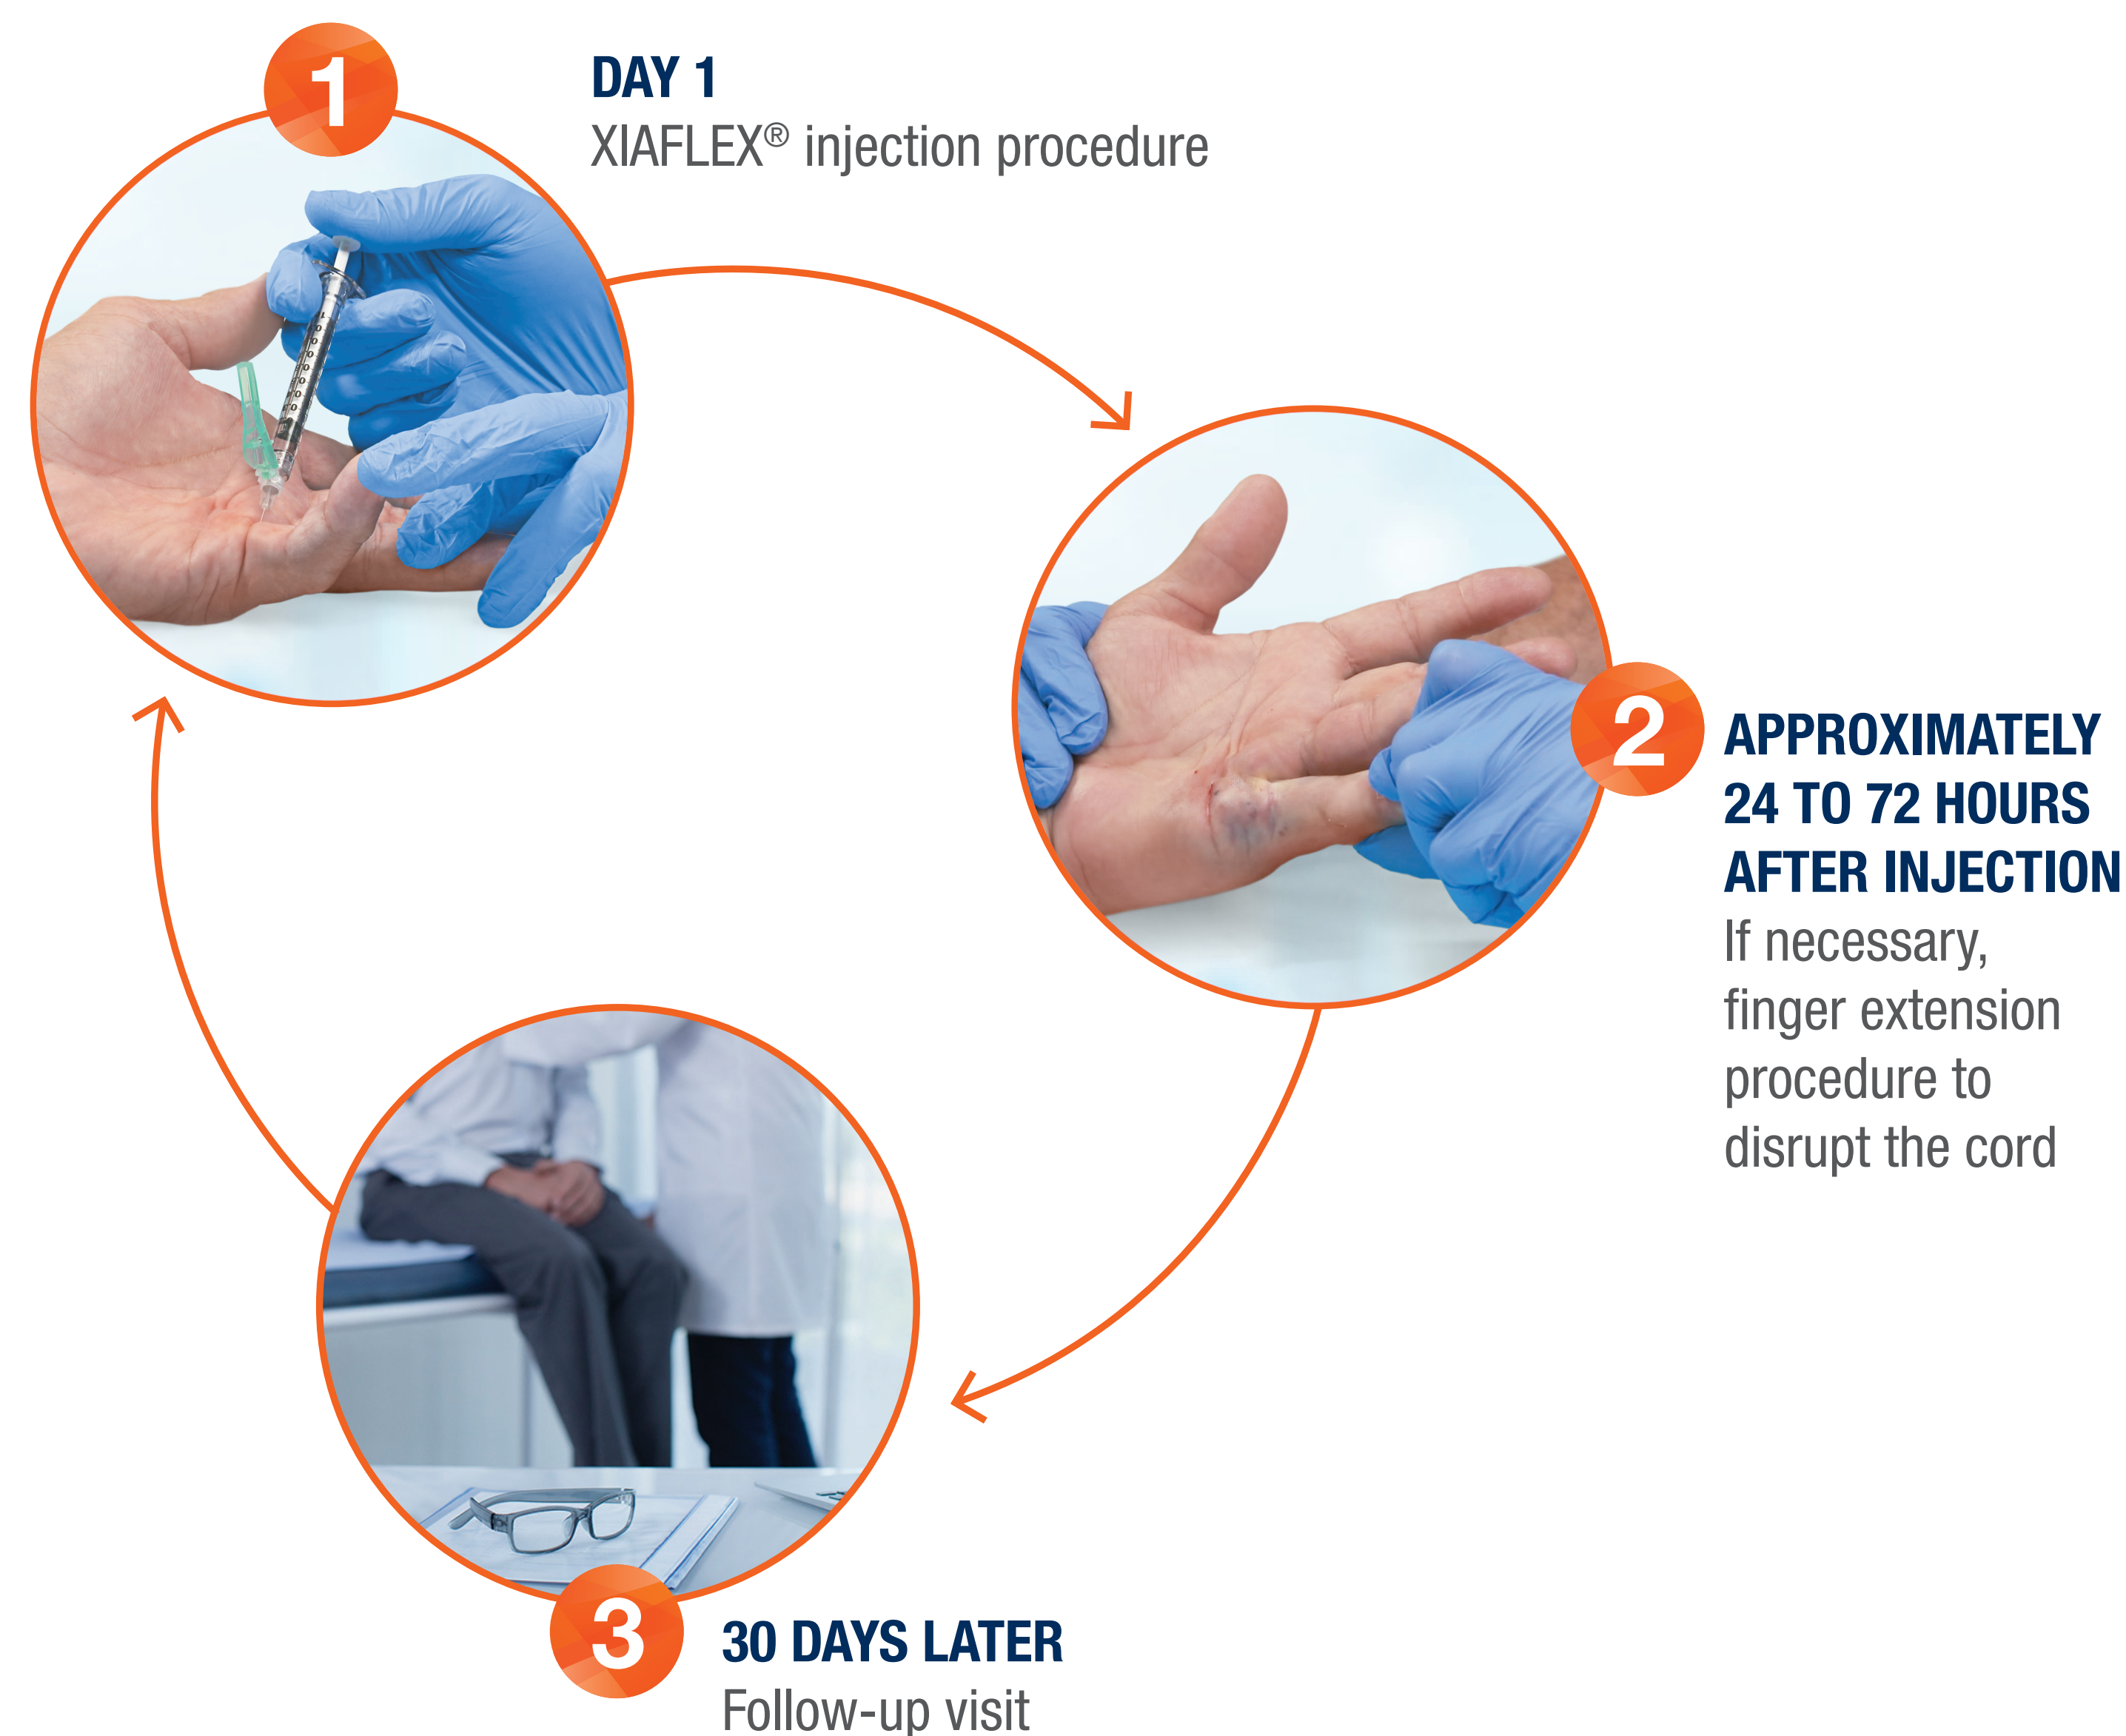 1
DAY 1
XIAFLEX® injection procedure
2
APPROXIMATELY
24 TO 72 HOURS
AFTER INJECTION
If necessary,
finger extension
procedure to
disrupt the cord
3
30 DAYS LATER
Follow-up visit